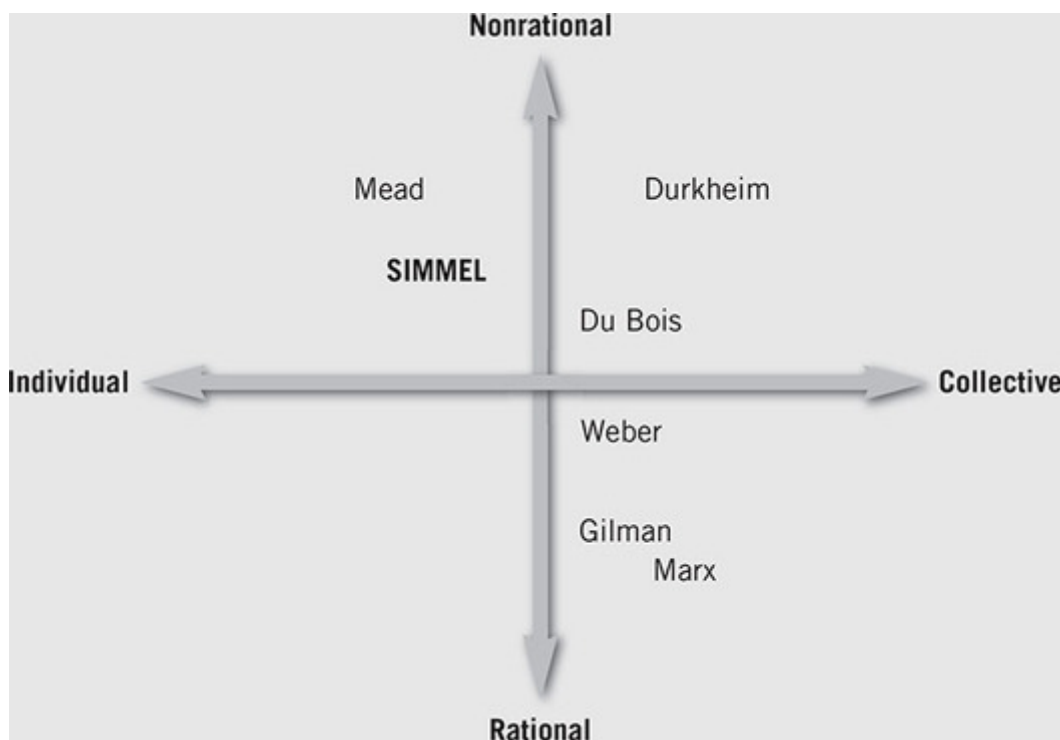 Nonrational
Mead Durkheim
SIMMEL
Du Bois
Individual Collective
Weber
Gilman
Marx
Rational